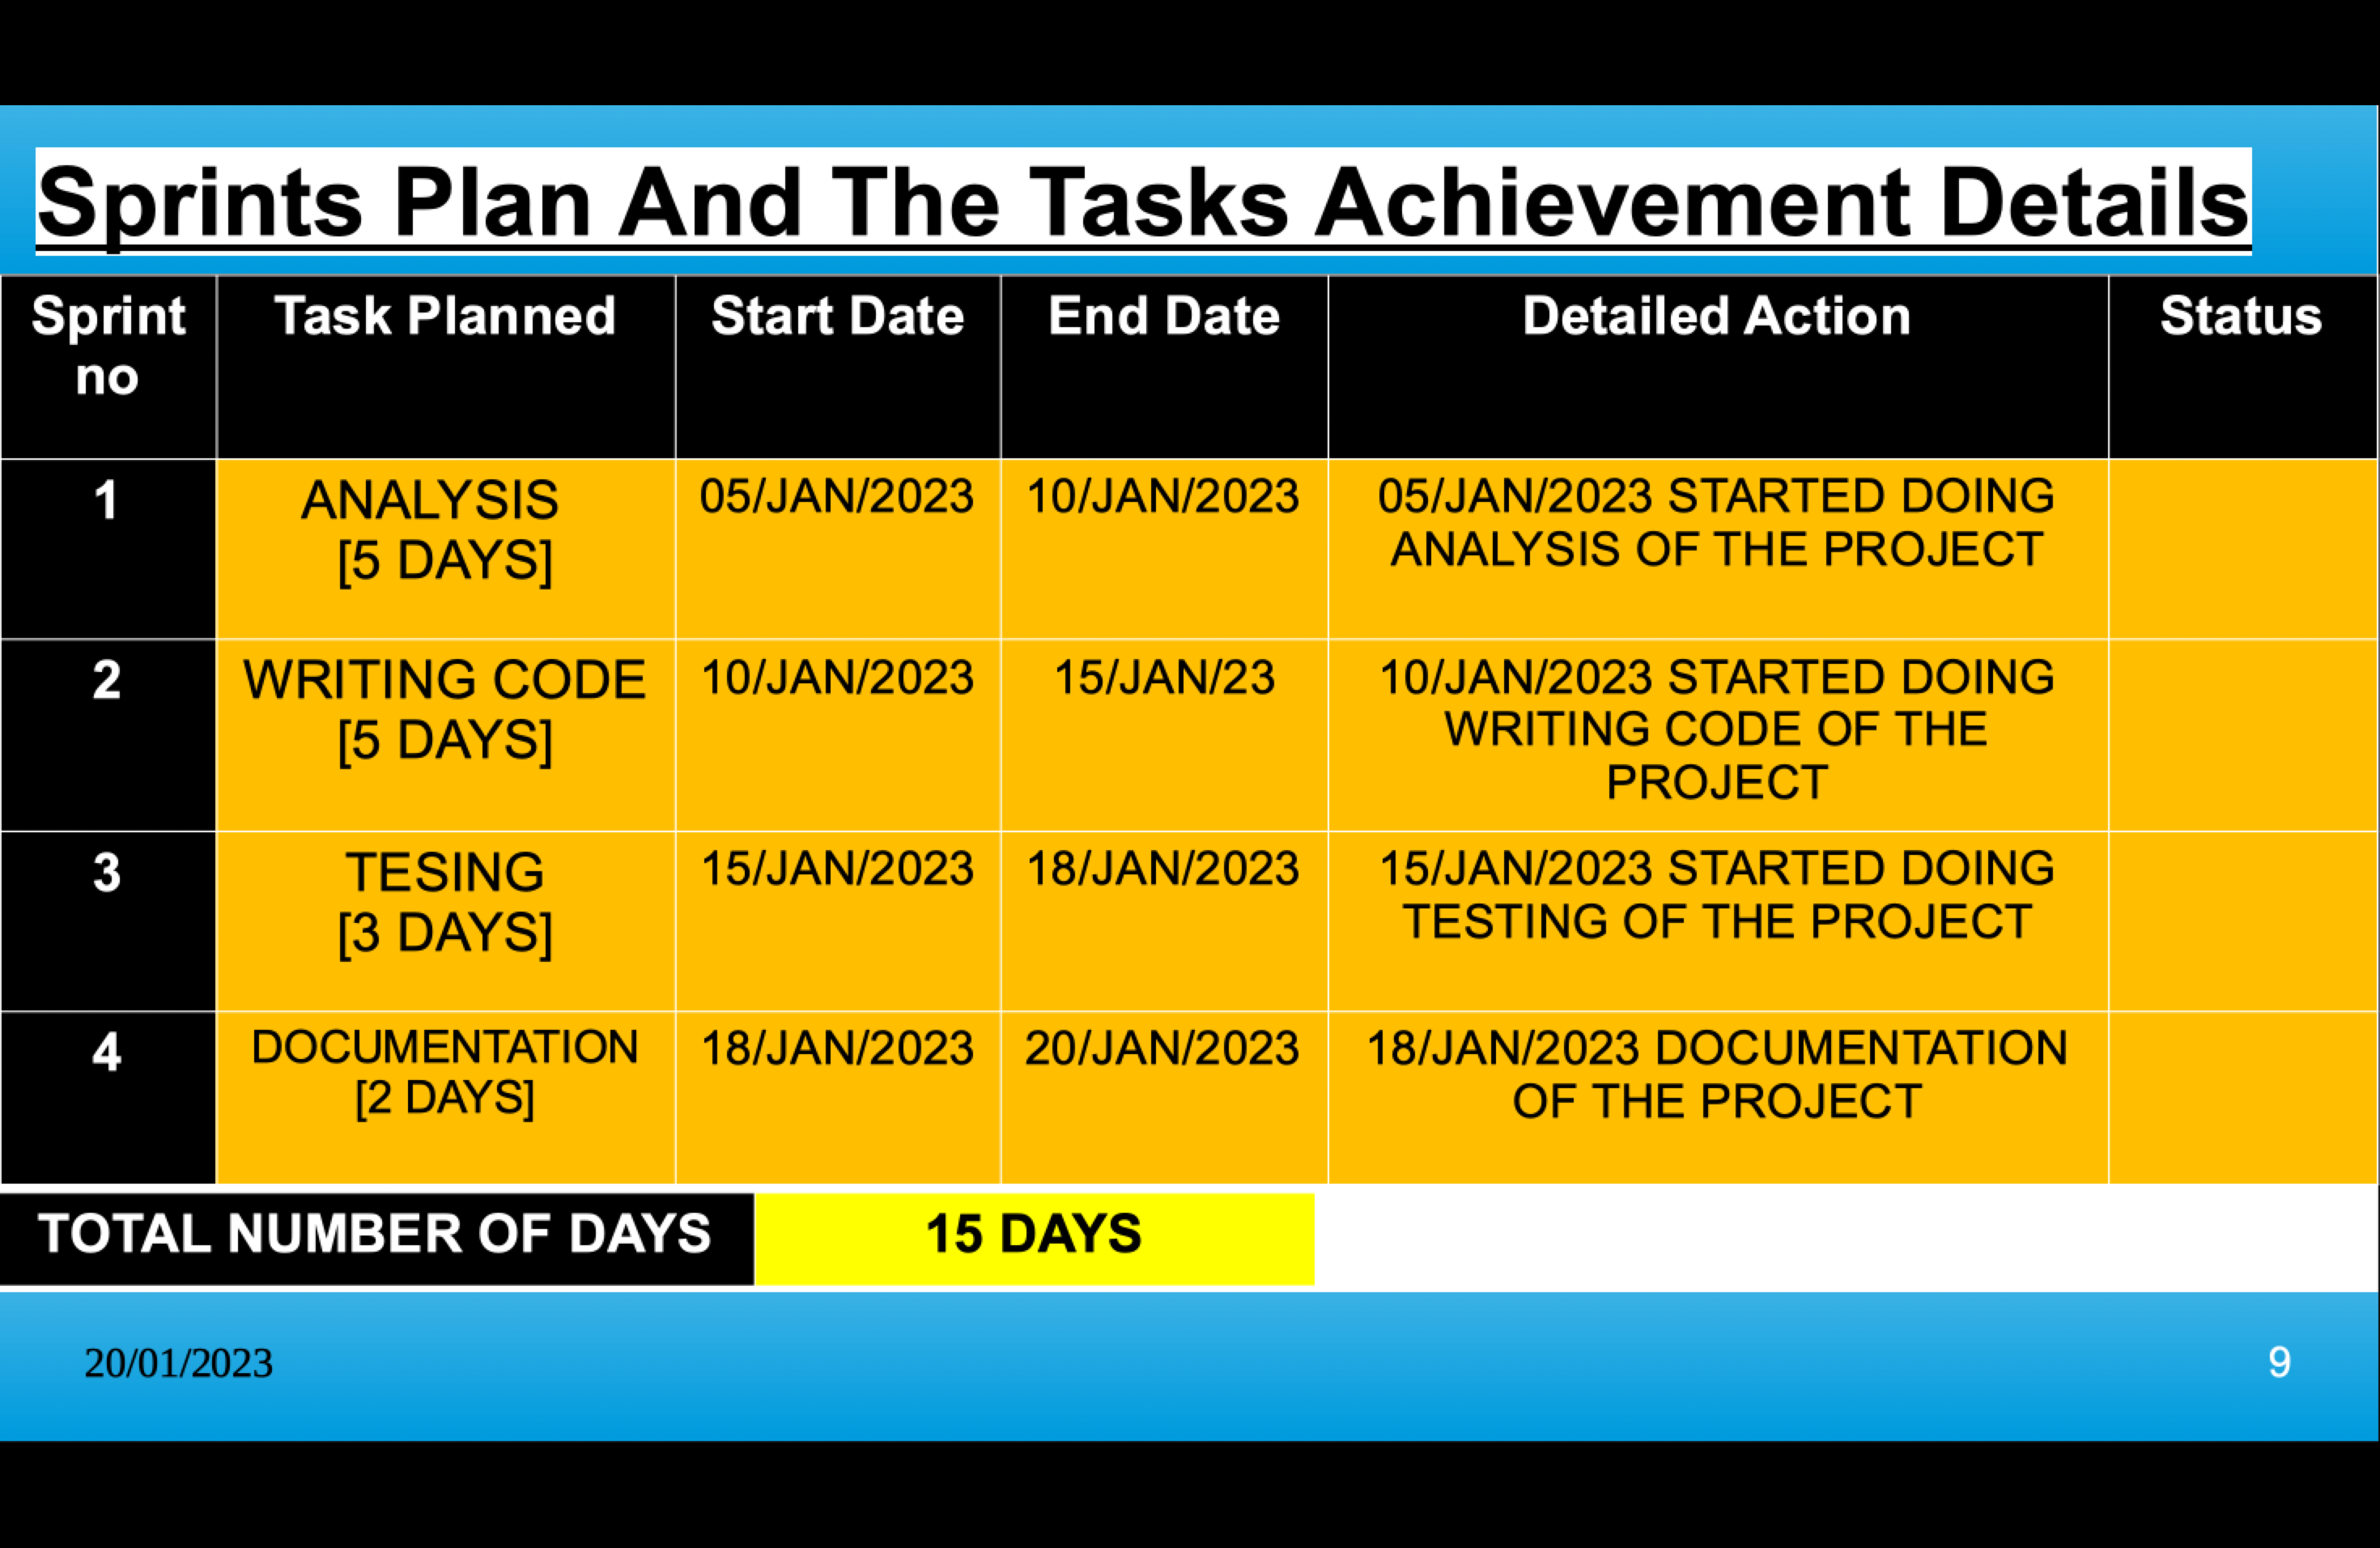 Sprints Plan And The Tasks Achievement Details
Sprint no | Task Planned | Start Date | End Date | Detailed Action | Status
1 | ANALYSIS [5 DAYS] | 05/JAN/2023 | 10/JAN/2023 | 05/JAN/2023 STARTED DOING ANALYSIS OF THE PROJECT |
2 | WRITING CODE [5 DAYS] | 10/JAN/2023 | 15/JAN/23 | 10/JAN/2023 STARTED DOING WRITING CODE OF THE PROJECT |
3 | TESING [3 DAYS] | 15/JAN/2023 | 18/JAN/2023 | 15/JAN/2023 STARTED DOING TESTING OF THE PROJECT |
4 | DOCUMENTATION [2 DAYS] | 18/JAN/2023 | 20/JAN/2023 | 18/JAN/2023 DOCUMENTATION OF THE PROJECT |
TOTAL NUMBER OF DAYS | 15 DAYS
20/01/2023
9